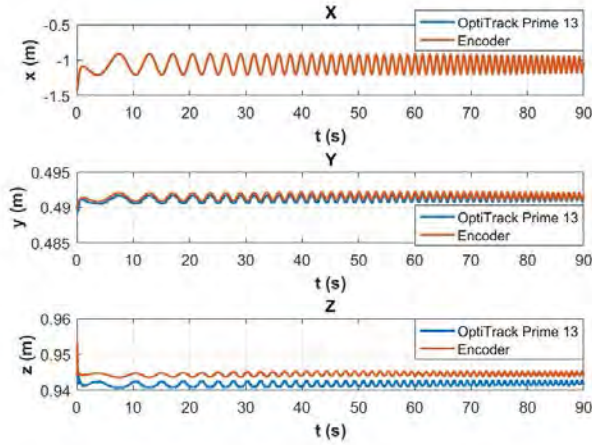 X
-0.5
OptiTrack Prime 13
Encoder
x (m)
-1
-1.5
0 10 20 30 40 50 60 70 80 90
t (s)
Y
0.495
y (m)
0.49
OptiTrack Prime 13
Encoder
0.485
0 10 20 30 40 50 60 70 80 90
t (s)
Z
0.96
OptiTrack Prime 13
Encoder
z (m)
0.95
0.94
0 10 20 30 40 50 60 70 80 90
t (s)